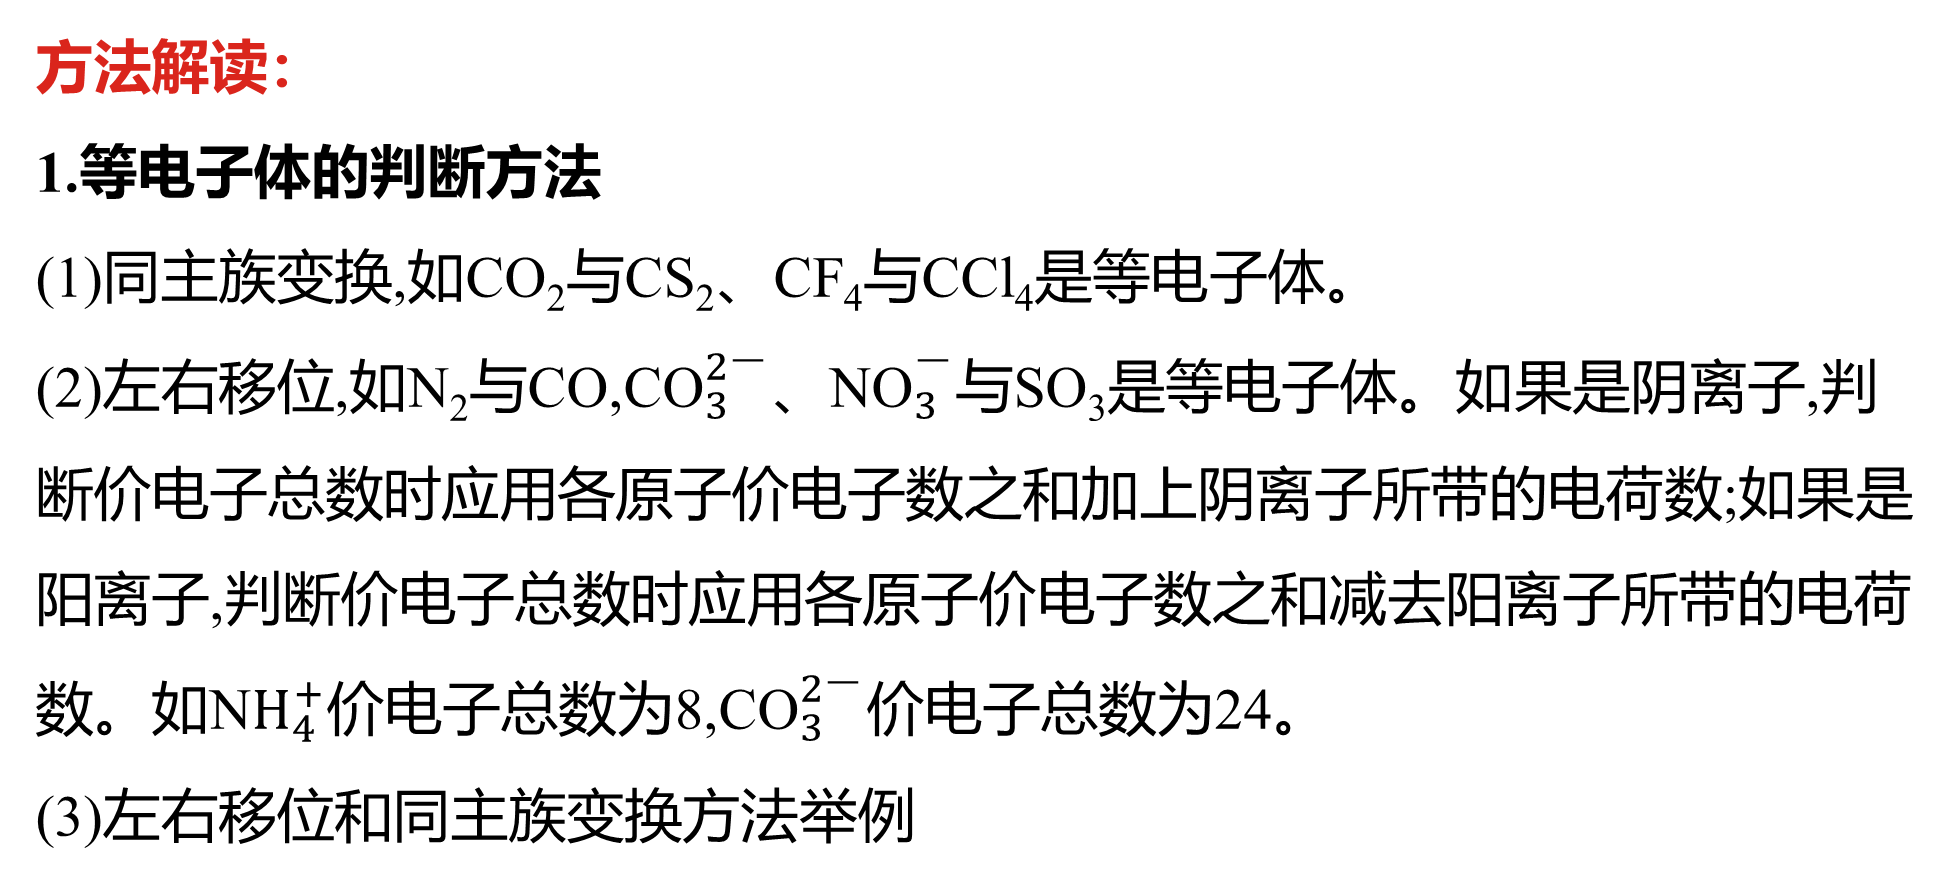 方法解读:
1.等电子体的判断方法
(1)同主族变换,如CO₂与CS₂、CF₄与CCl₄是等电子体。
(2)左右移位,如N₂与CO,CO₃²⁻、NO₃⁻与SO₃是等电子体。如果是阴离子,判
断价电子总数时应用各原子价电子数之和加上阴离子所带的电荷数;如果是
阳离子,判断价电子总数时应用各原子价电子数之和减去阳离子所带的电荷
数。如NH₄⁺价电子总数为8,CO₃²⁻价电子总数为24。
(3)左右移位和同主族变换方法举例